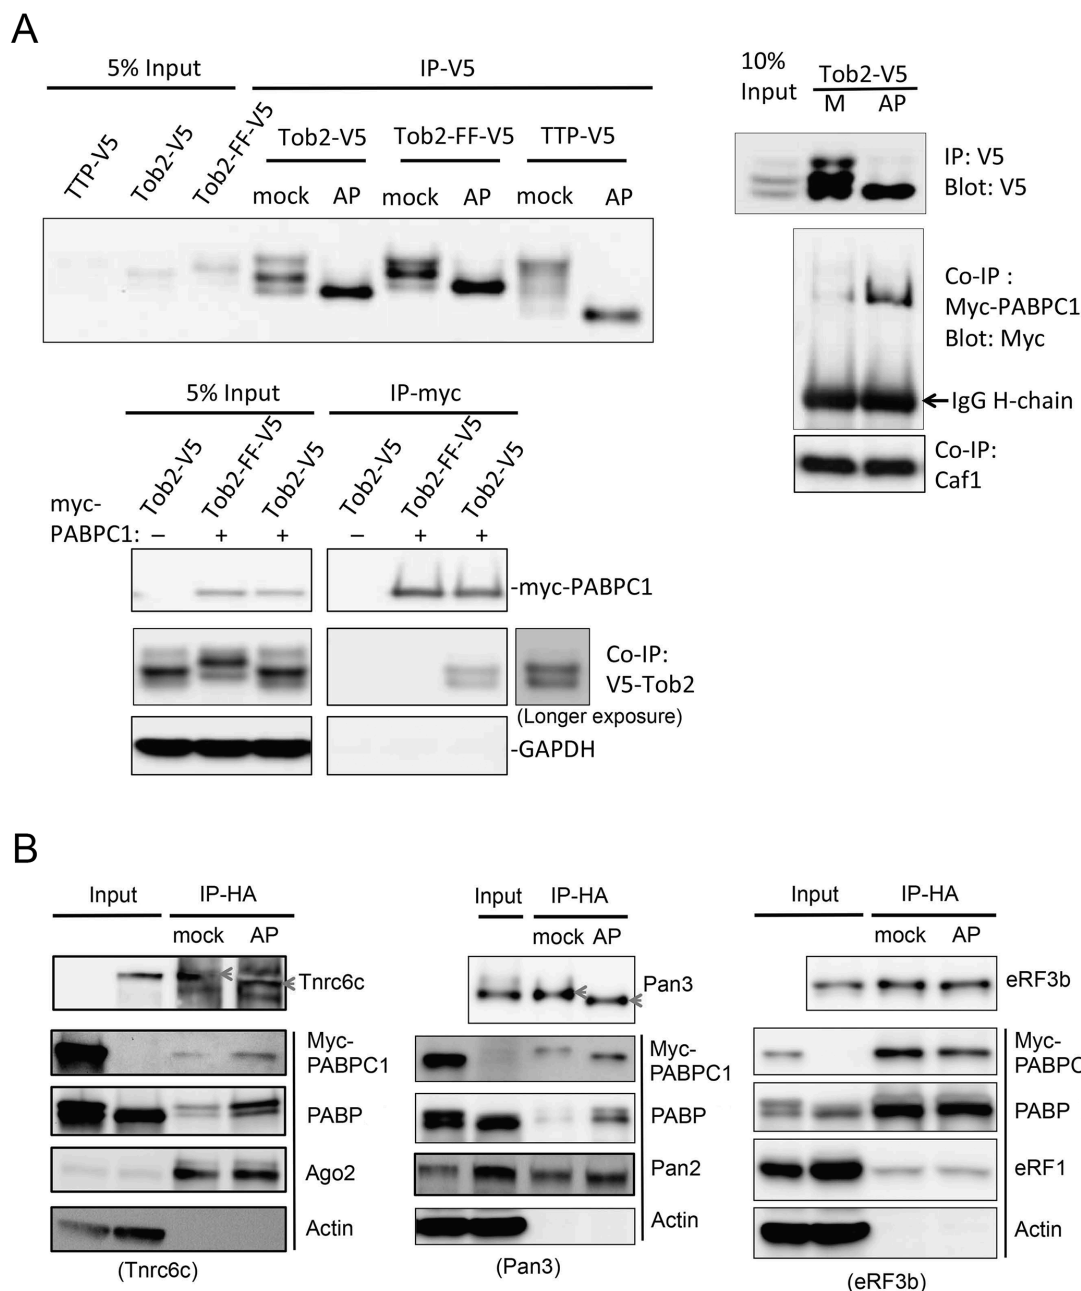 A
5% Input
IP-V5
TTP-V5
Tob2-V5
Tob2-FF-V5
Tob2-V5
Tob2-FF-V5
TTP-V5
mock
AP
mock
AP
mock
AP
10%
Input
Tob2-V5
M
AP
IP: V5
Blot: V5
Co-IP :
Myc-PABPC1
Blot: Myc
IgG H-chain
Co-IP:
Caf1
5% Input
IP-myc
Tob2-V5
Tob2-FF-V5
Tob2-V5
Tob2-V5
Tob2-FF-V5
Tob2-V5
myc-
PABPC1: – + + – + +
-myc-PABPC1
Co-IP:
V5-Tob2
(Longer exposure)
-GAPDH
B
Input
IP-HA
mock
AP
Tnrc6c
Myc-
PABPC1
PABP
Ago2
Actin
(Tnrc6c)
Input
IP-HA
mock
AP
Pan3
Myc-
PABPC1
PABP
Pan2
Actin
(Pan3)
Input
IP-HA
mock
AP
eRF3b
Myc-
PABPC
PABP
eRF1
Actin
(eRF3b)